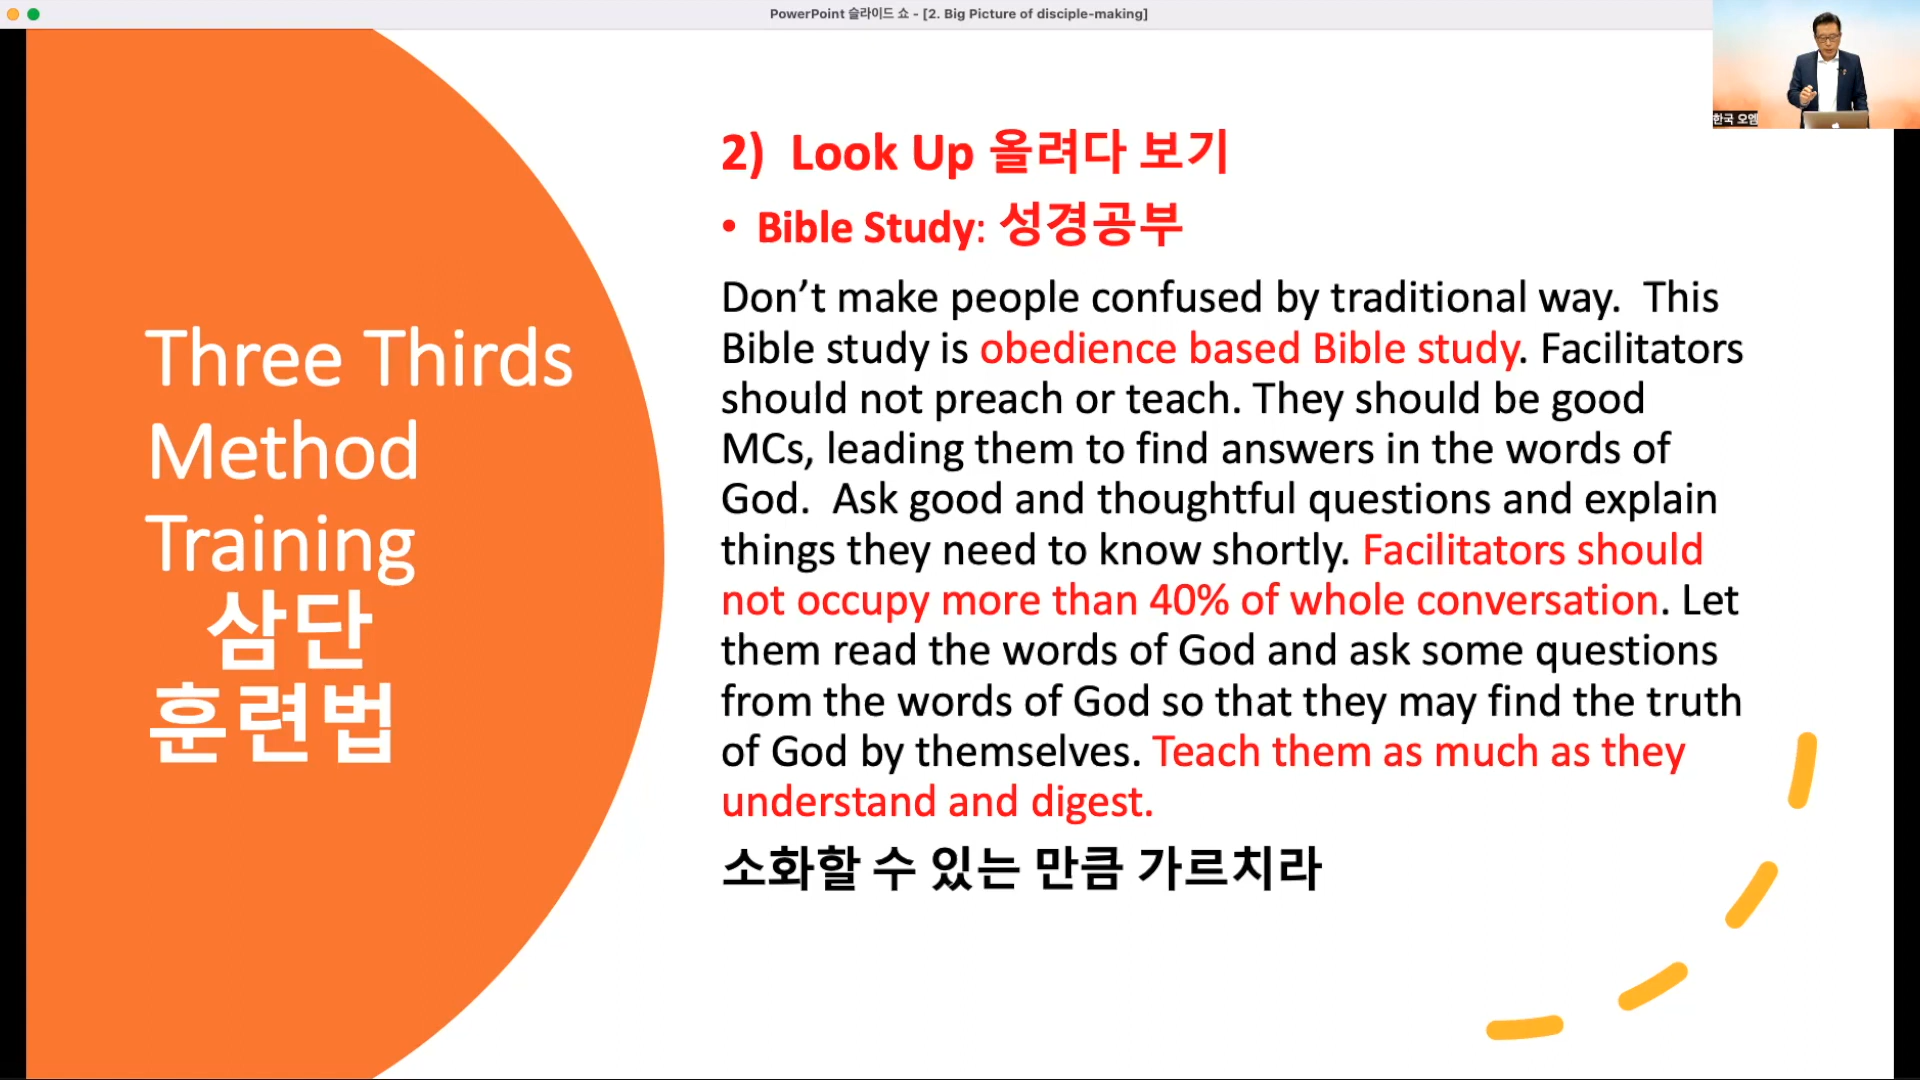 PowerPoint 슬라이드 쇼 - [2. Big Picture of disciple-making]
한국 오엠
Three Thirds
Method
Training
삼단
훈련법
2) Look Up 올려다 보기
• Bible Study: 성경공부
Don’t make people confused by traditional way.  This
Bible study is obedience based Bible study. Facilitators
should not preach or teach. They should be good
MCs, leading them to find answers in the words of
God.  Ask good and thoughtful questions and explain
things they need to know shortly. Facilitators should
not occupy more than 40% of whole conversation. Let
them read the words of God and ask some questions
from the words of God so that they may find the truth
of God by themselves. Teach them as much as they
understand and digest.
소화할 수 있는 만큼 가르치라